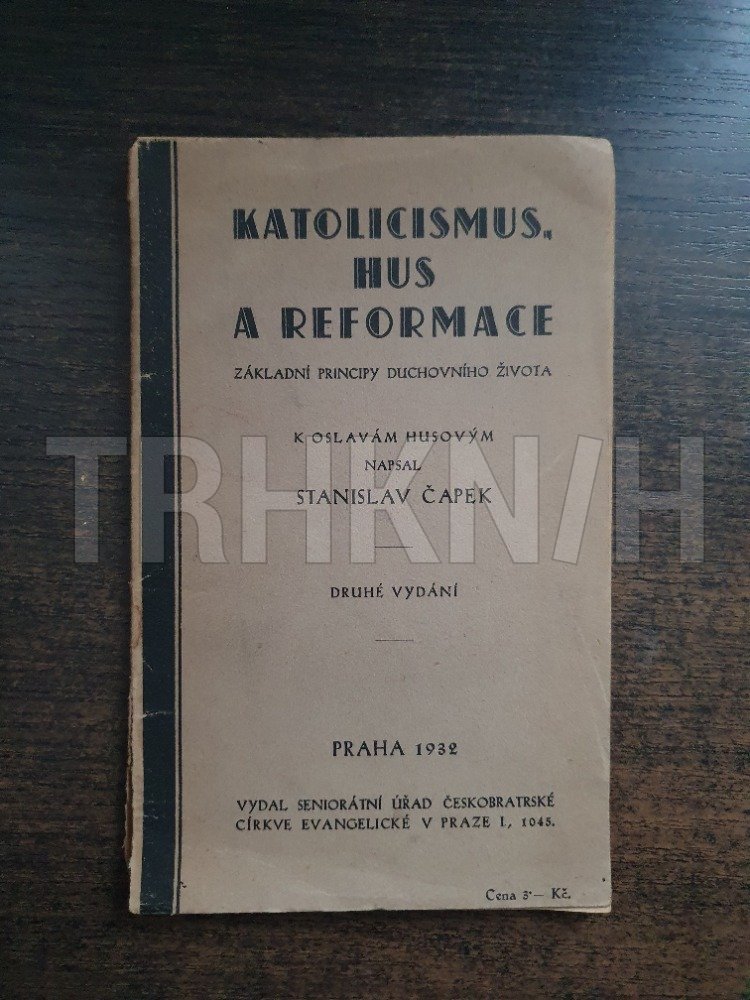 KATOLICISMUS,
HUS
A REFORMACE
ZÁKLADNÍ PRINCIPY DUCHOVNÍHO ŽIVOTA
K OSLAVÁM HUSOVÝM
NAPSAL
STANISLAV ČAPEK
TRHKNIH
DRUHÉ VYDÁNÍ
PRAHA 1932
VYDAL SENIORÁTNÍ ÚŘAD ČESKOBRATRSKÉ
CÍRKVE EVANGELICKÉ V PRAZE I., 1045.
Cena 3·— Kč.